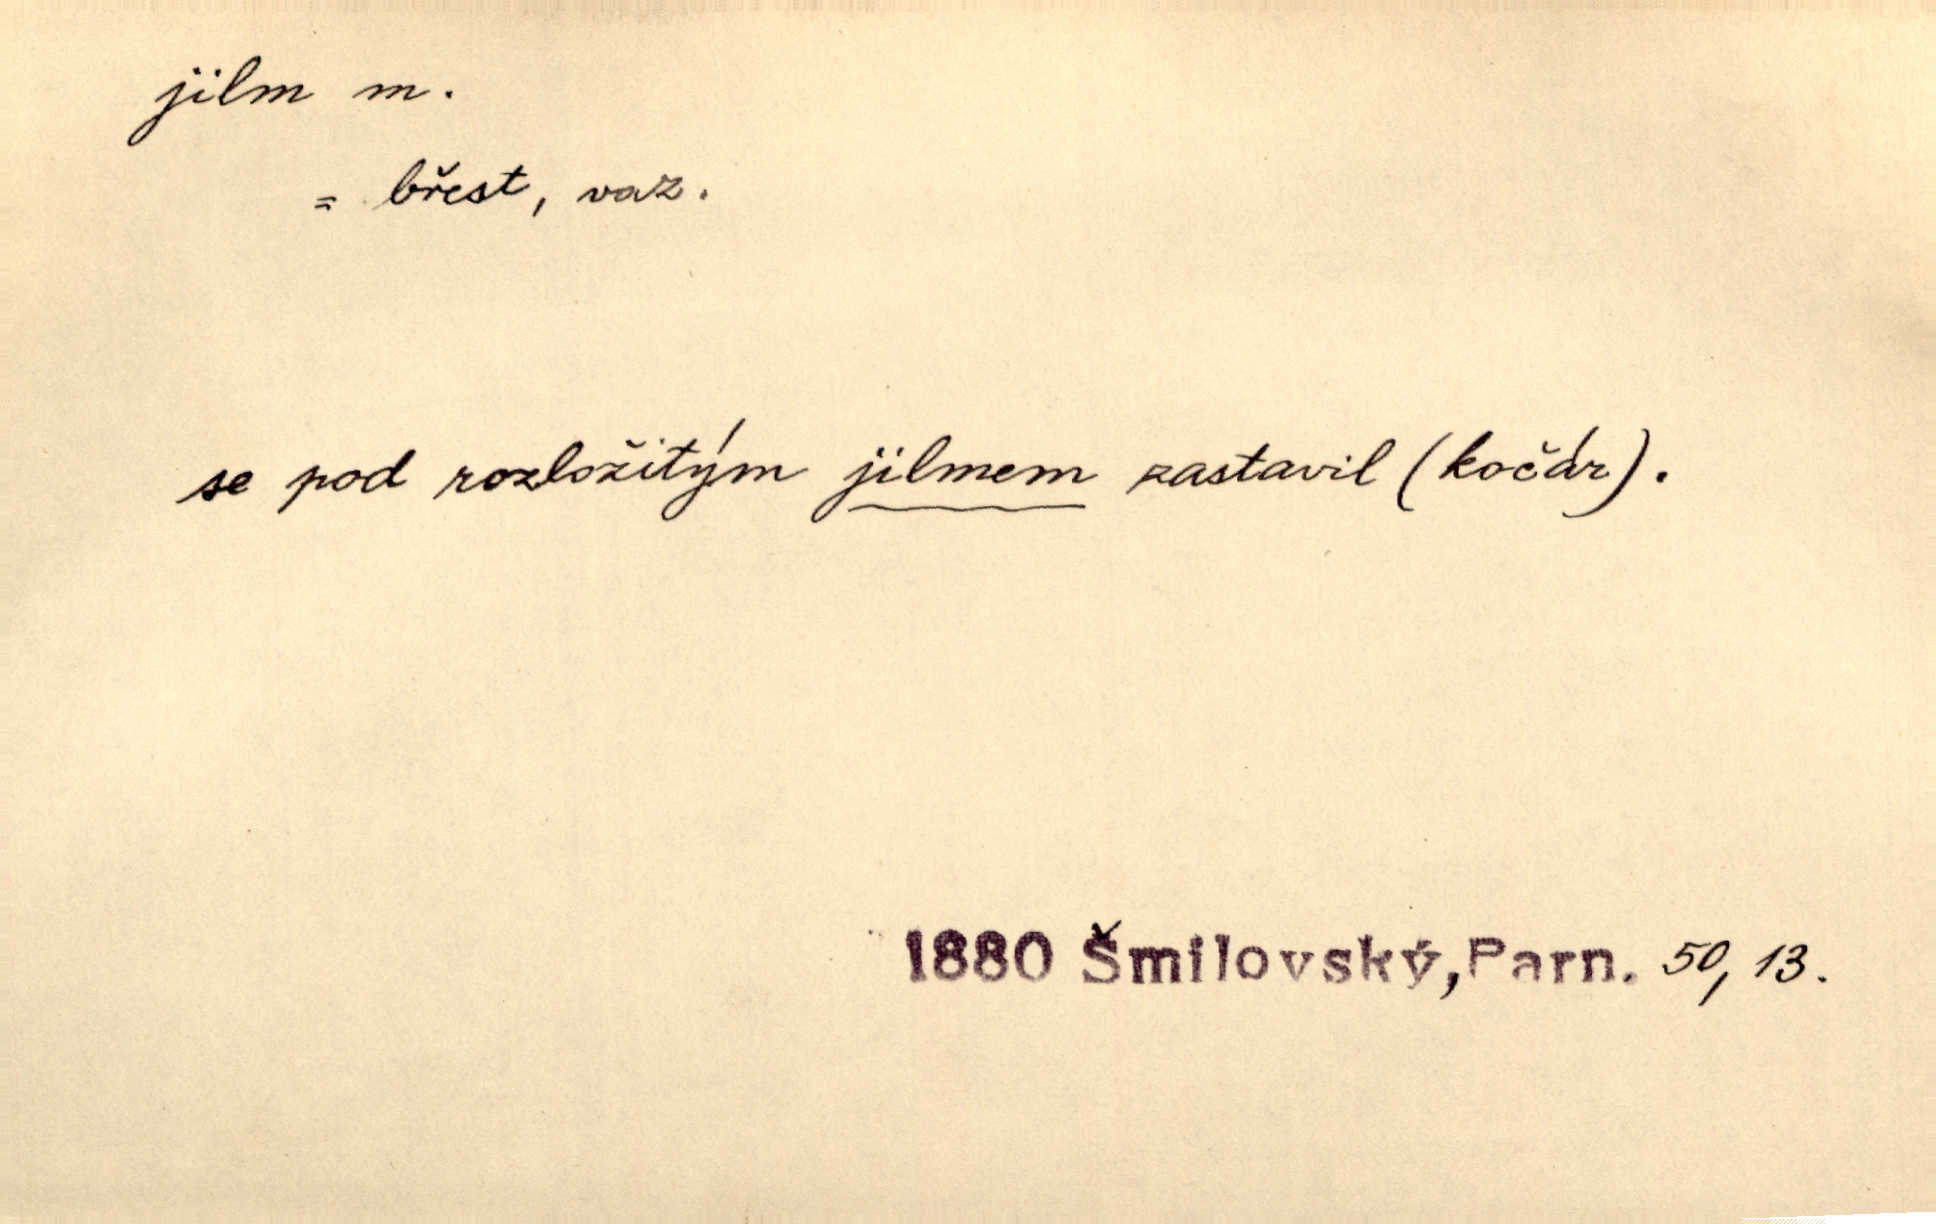 jilm m.
= břest, vaz.
se pod rozložitým jilmem zastavil (kočár).
1880 Šmilovský, Parn. 50, 13.